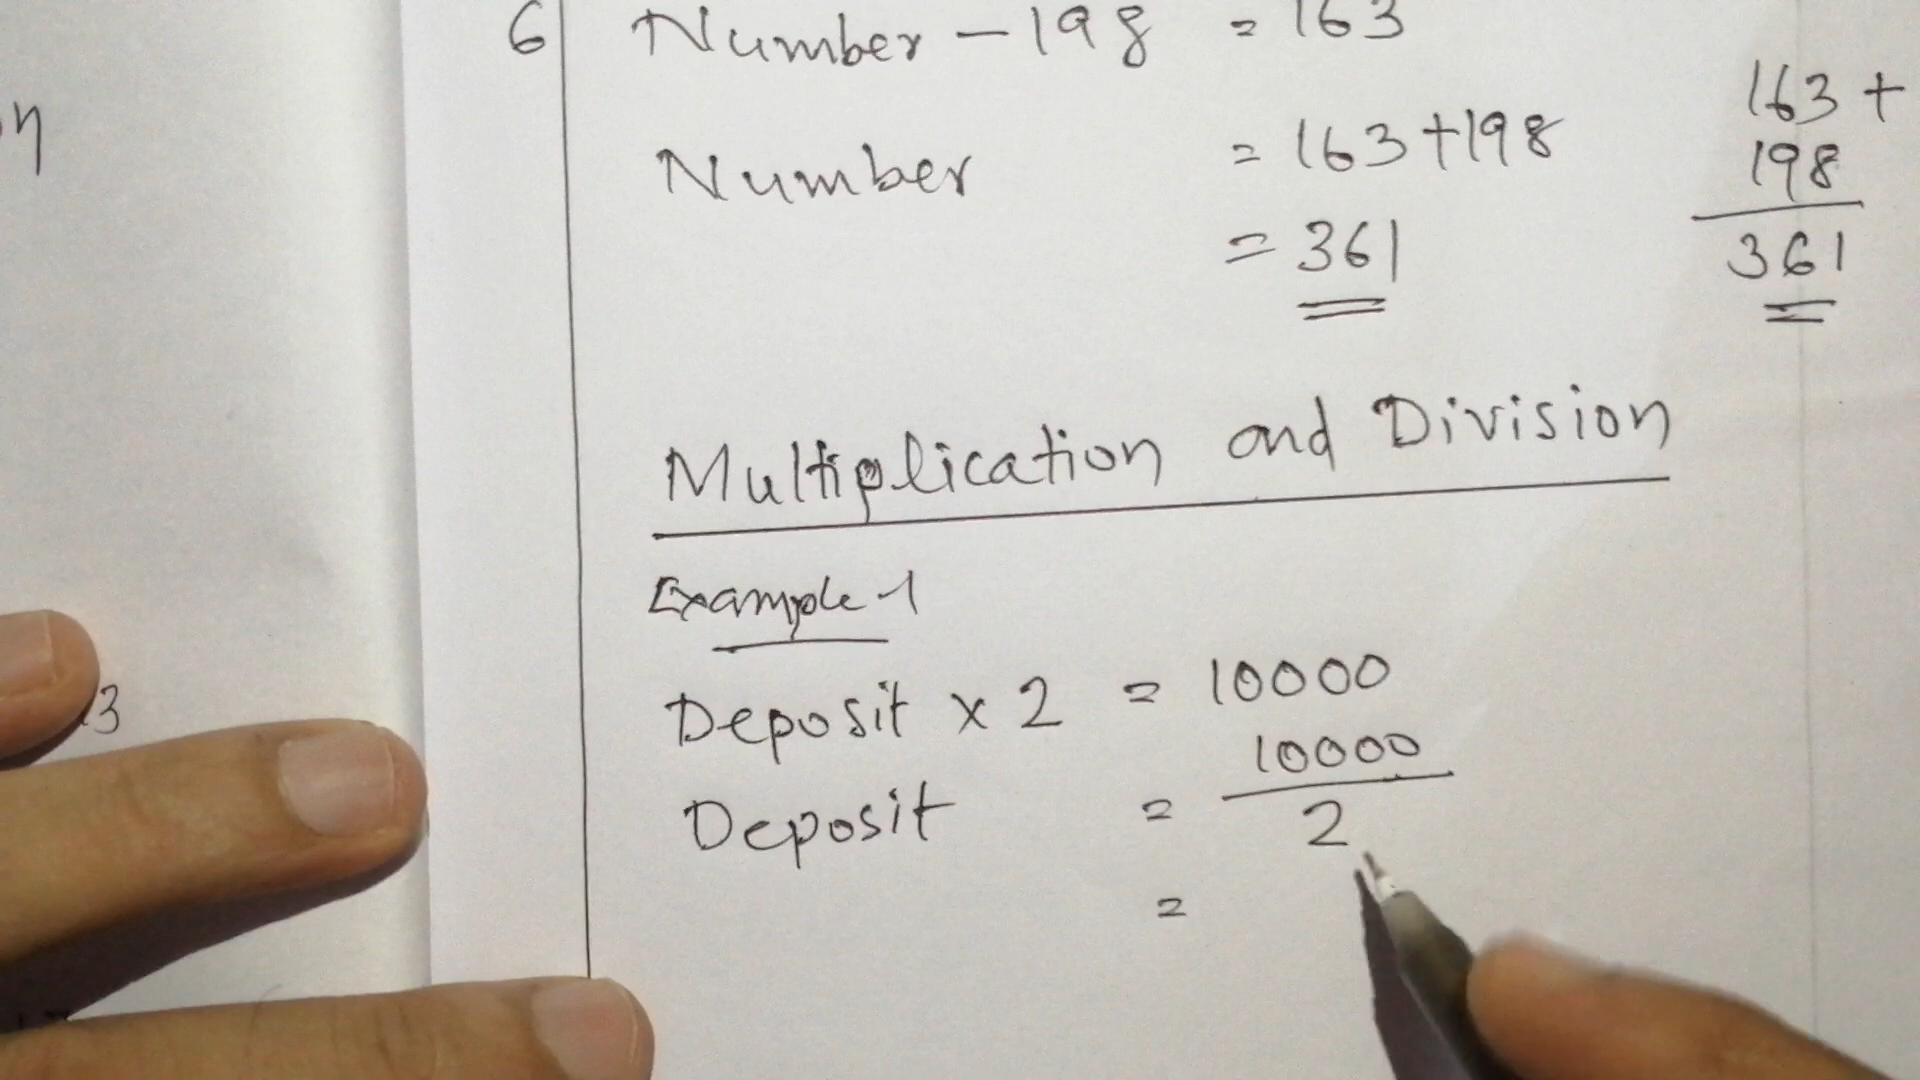 6 Number - 198 = 163
Number = 163 + 198
= 361
163 +
198
361
Multiplication and Division
Example - 1
Deposit × 2 = 10000
Deposit = 10000
2
=
3